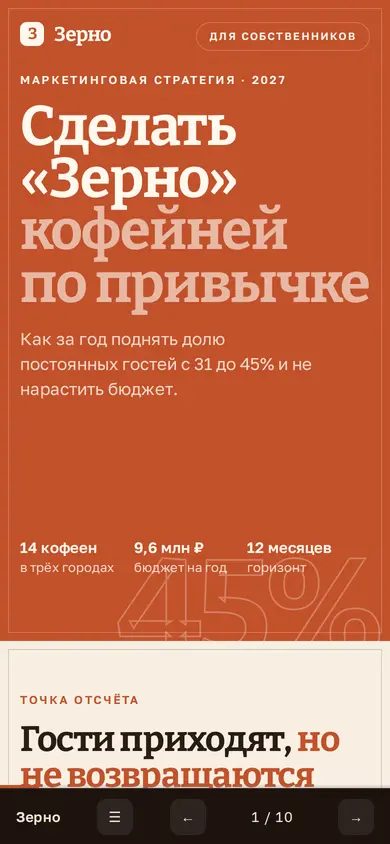 З Зерно
ДЛЯ СОБСТВЕННИКОВ
МАРКЕТИНГОВАЯ СТРАТЕГИЯ · 2027
Сделать
«Зерно»
кофейней
по привычке
Как за год поднять долю
постоянных гостей с 31 до 45% и не
нарастить бюджет.
14 кофеен
в трёх городах
9,6 млн ₽
бюджет на год
12 месяцев
горизонт
45%
ТОЧКА ОТСЧЁТА
Гости приходят, но
не возвращаются
Зерно ☰ ← 1 / 10 →